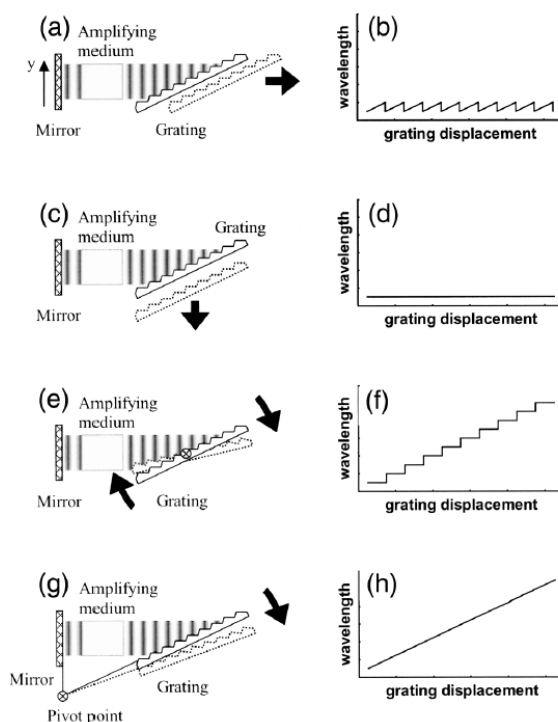 (a)
Amplifying
medium
y
Mirror
Grating
(b)
wavelength
grating displacement
(c)
Amplifying
medium
Grating
Mirror
(d)
wavelength
grating displacement
(e)
Amplifying
medium
Mirror
Grating
(f)
wavelength
grating displacement
(g)
Amplifying
medium
Mirror
Grating
Pivot point
(h)
wavelength
grating displacement